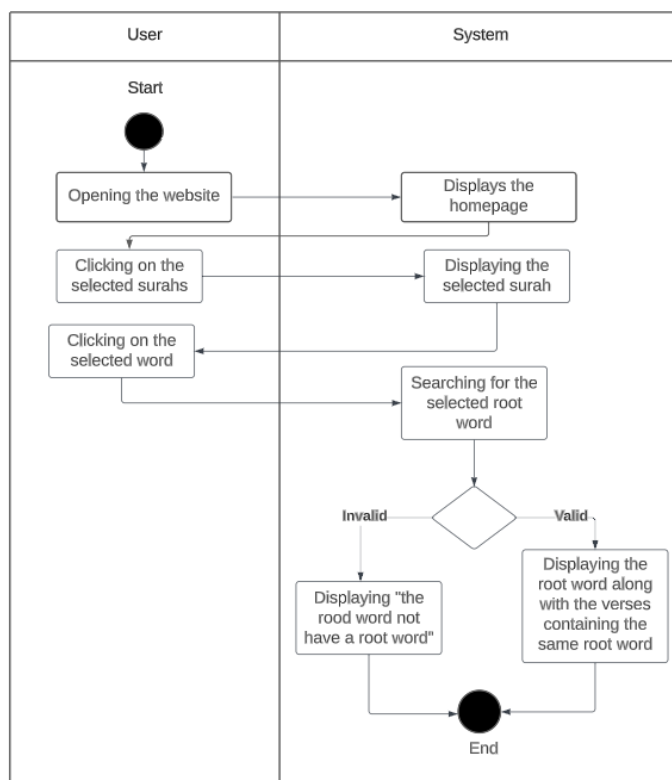 User
System
Start
Opening the website
Displays the
homepage
Clicking on the
selected surahs
Displaying the
selected surah
Clicking on the
selected word
Searching for the
selected root
word
Invalid
Valid
Displaying "the
rood word not
have a root word"
Displaying the
root word along
with the verses
containing the
same root word
End